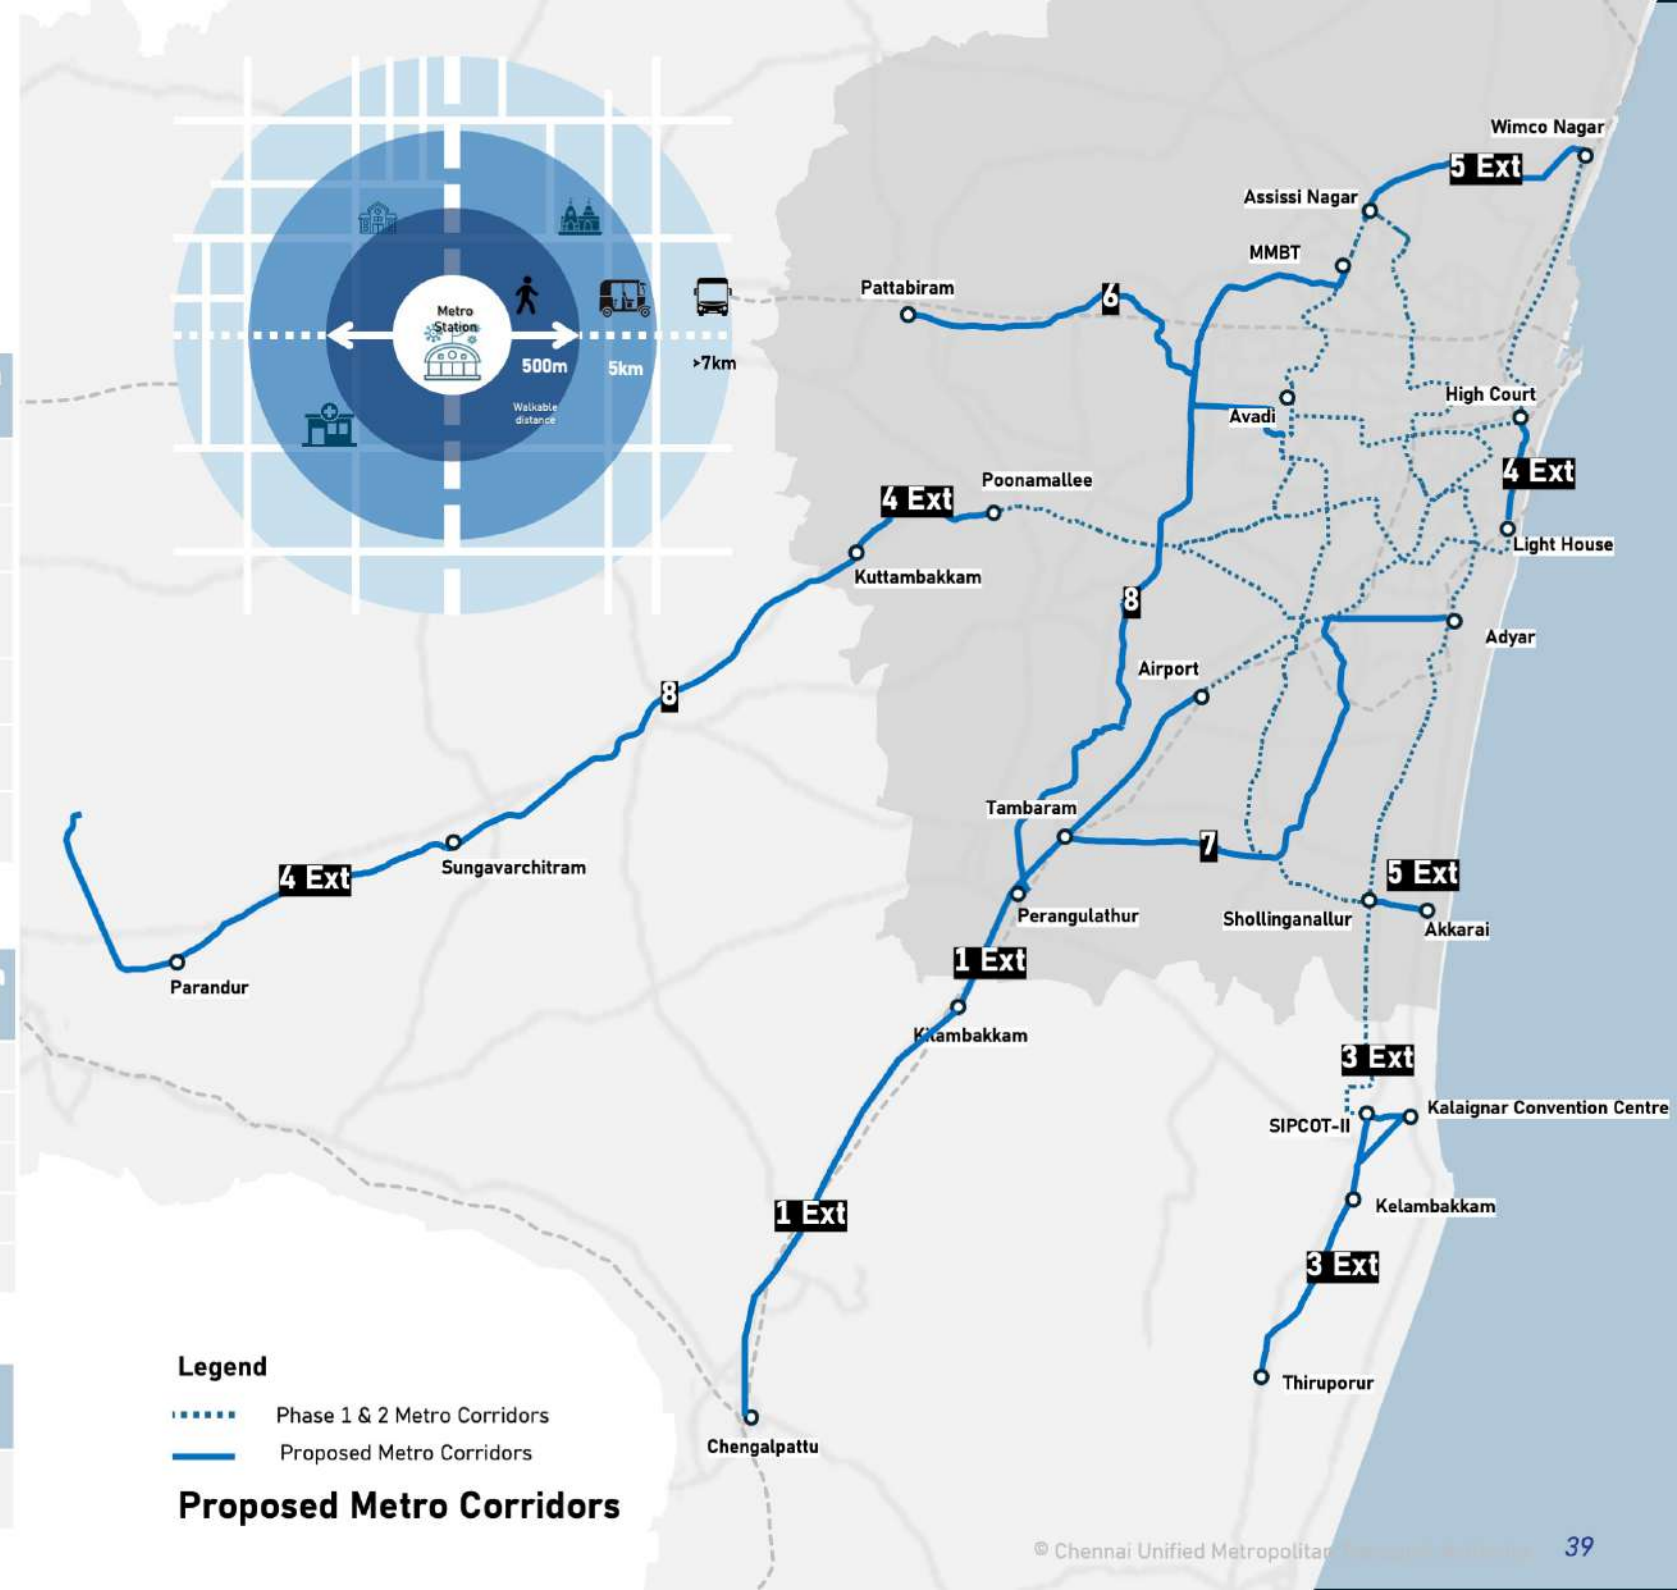 Wimco Nagar
5 Ext
Assissi Nagar
MMBT
Pattabiram
6
Metro
Station
500m
5km
>7km
Walkable
distance
High Court
Avadi
4 Ext
Poonamallee
4 Ext
Light House
Kuttambakkam
8
Adyar
Airport
8
Tambaram
7
Sungavarchitram
4 Ext
5 Ext
Perangulathur
Shollinganallur
Akkarai
1 Ext
Parandur
Kilambakkam
3 Ext
Kalaignar Convention Centre
SIPCOT-II
Kelambakkam
1 Ext
3 Ext
Legend
Thiruporur
Phase 1 & 2 Metro Corridors
Chengalpattu
Proposed Metro Corridors
Proposed Metro Corridors
© Chennai Unified Metropolitan
39